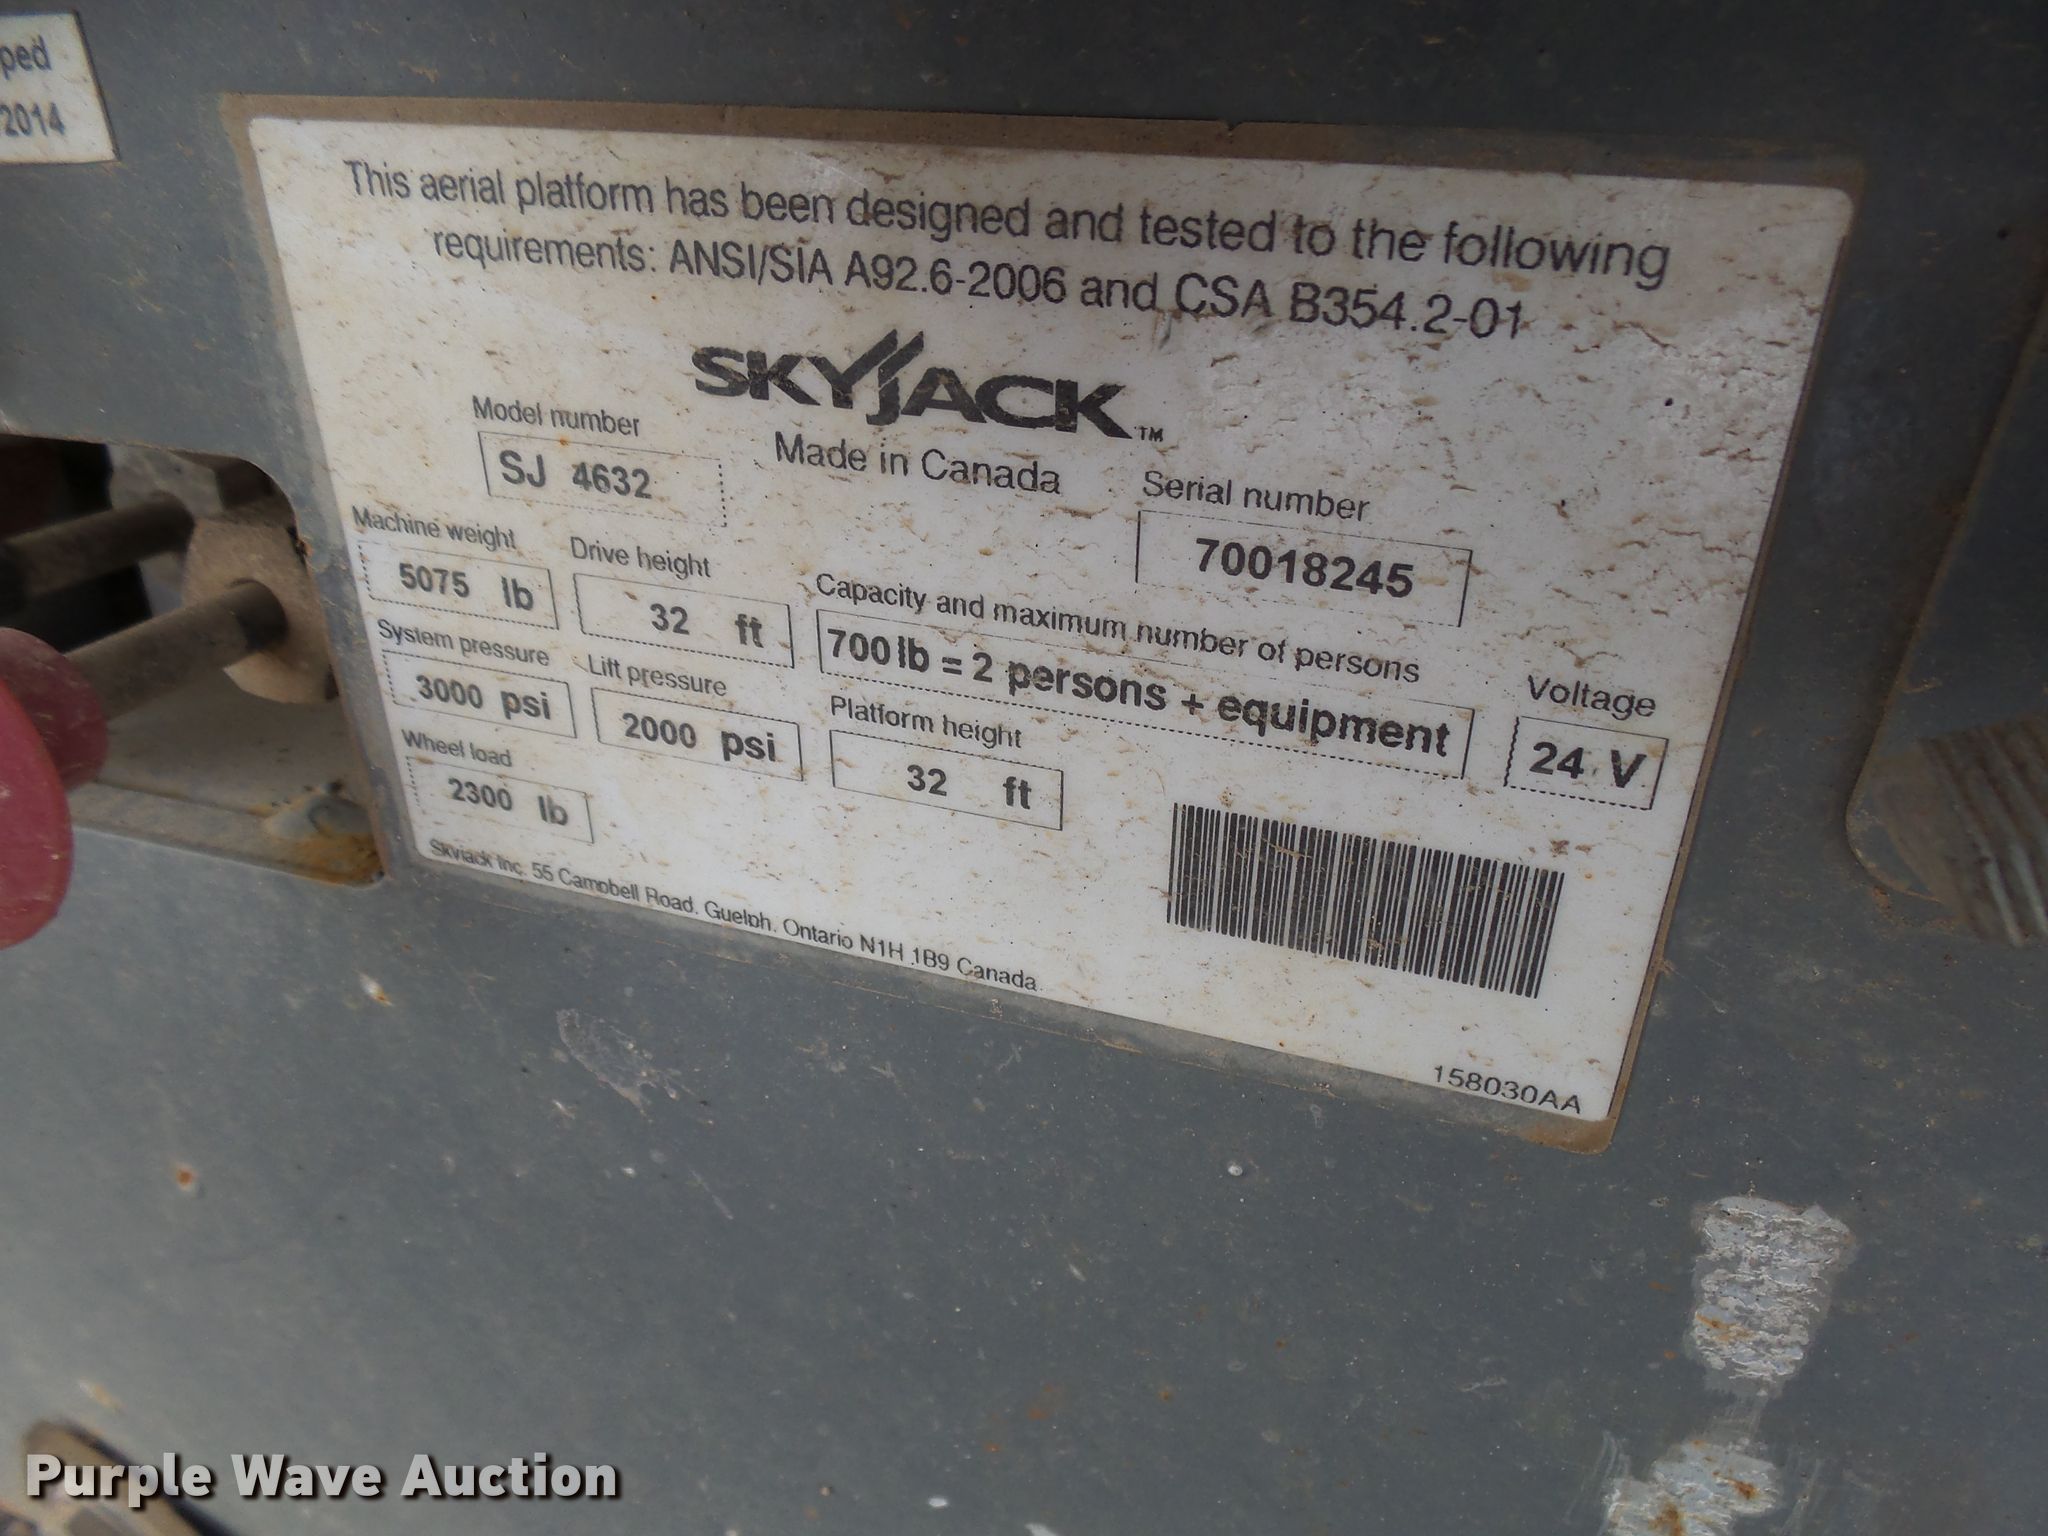 ped
2014
This aerial platform has been designed and tested to the following
requirements: ANSI/SIA A92.6-2006 and CSA B354.2-01
SKYJACK™
Made in Canada
Model number
SJ 4632
Serial number
70018245
Machine weight
5075 lb
Drive height
32 ft
Capacity and maximum number of persons
700 lb = 2 persons + equipment
Voltage
24 V
System pressure
3000 psi
Lift pressure
2000 psi
Platform height
32 ft
Wheel load
2300 lb
Skyjack Inc. 55 Campbell Road, Guelph, Ontario N1H 1B9 Canada
158030AA
Purple Wave Auction